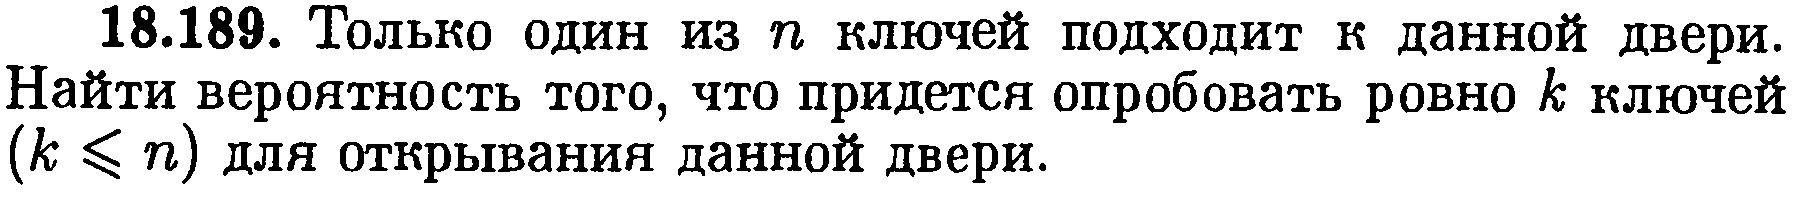 18.189. Только один из n ключей подходит к данной двери.
Найти вероятность того, что придется опробовать ровно k ключей
(k ⩽ n) для открывания данной двери.